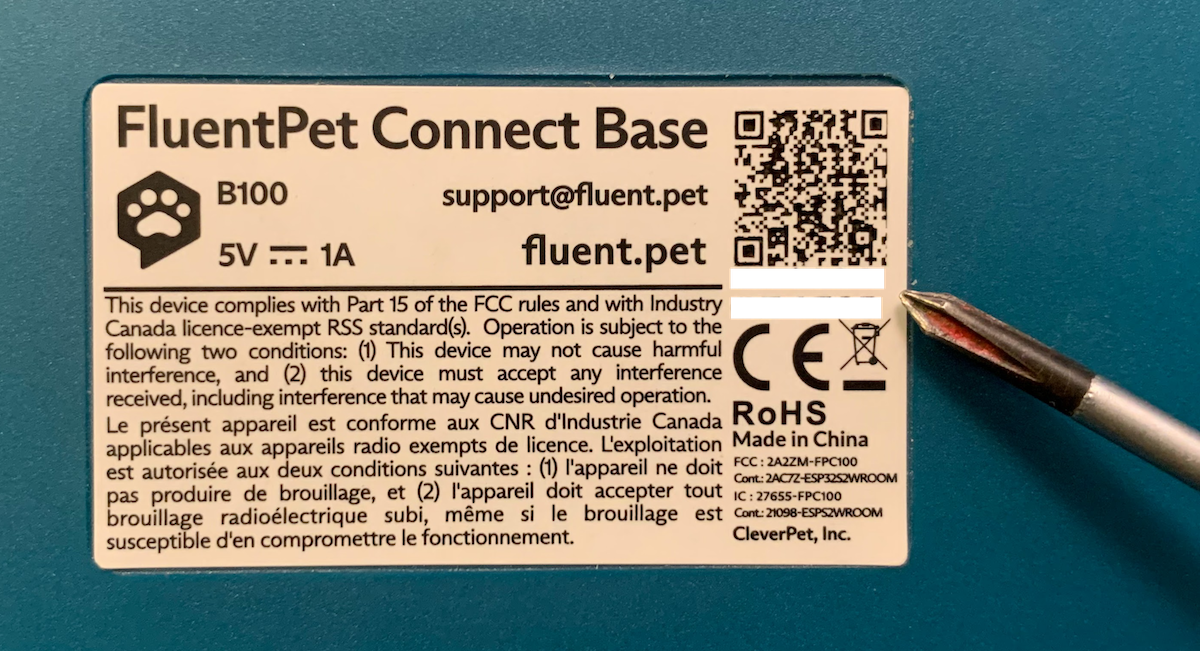 FluentPet Connect Base
B100
support@fluent.pet
5V ⎓ 1A
fluent.pet
This device complies with Part 15 of the FCC rules and with Industry
Canada licence-exempt RSS standard(s). Operation is subject to the
following two conditions: (1) This device may not cause harmful
interference, and (2) this device must accept any interference
received, including interference that may cause undesired operation.
Le présent appareil est conforme aux CNR d'Industrie Canada
applicables aux appareils radio exempts de licence. L'exploitation
est autorisée aux deux conditions suivantes : (1) l'appareil ne doit
pas produire de brouillage, et (2) l'appareil doit accepter tout
brouillage radioélectrique subi, même si le brouillage est
susceptible d'en compromettre le fonctionnement.
CE
RoHS
Made in China
FCC : 2A2ZM-FPC100
Cont.: 2AC7Z-ESP32S2WROOM
IC : 27655-FPC100
Cont.: 21098-ESPS2WROOM
CleverPet, Inc.